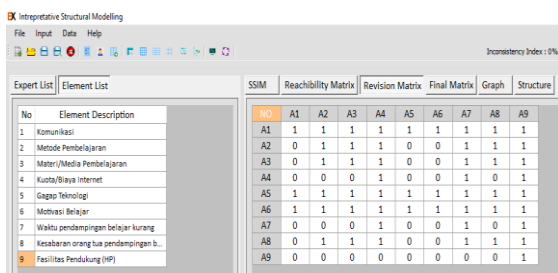 Intrepretative Structural Modelling
File Input Data Help
Inconsistency Index : 0%
Expert List Element List
SSIM Reachibility Matrix Revision Matrix Final Matrix Graph Structure
No Element Description
1 Komunikasi
2 Metode Pembelajaran
3 Materi/Media Pembelajaran
4 Kuota/Biaya Internet
5 Gagap Teknologi
6 Motivasi Belajar
7 Waktu pendampingan belajar kurang
8 Kesabaran orang tua pendampingan b...
9 Fasilitas Pendukung (HP)
NO A1 A2 A3 A4 A5 A6 A7 A8 A9
A1 1 1 1 1 1 1 1 1 1
A2 0 1 1 1 0 0 1 1 1
A3 0 1 1 1 0 0 1 1 1
A4 0 0 0 1 0 0 1 0 1
A5 1 1 1 1 1 1 1 1 1
A6 1 1 1 1 1 1 1 1 1
A7 0 0 0 1 0 0 1 0 1
A8 0 1 1 1 0 0 1 1 1
A9 0 0 0 0 0 0 0 0 1